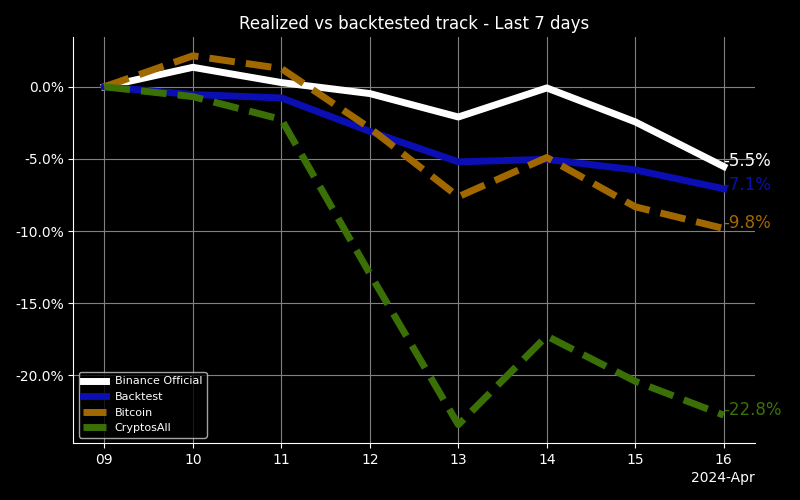 Realized vs backtested track - Last 7 days
0.0%
-5.0%
-10.0%
-15.0%
-20.0%
-5.5%
-7.1%
-9.8%
-22.8%
Binance Official
Backtest
Bitcoin
CryptosAll
09 10 11 12 13 14 15 16
2024-Apr